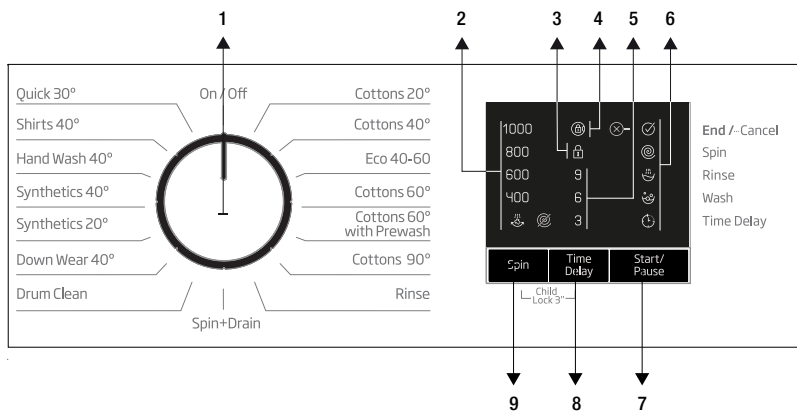 1
2 3 4 5 6
Quick 30°
On / Off
Cottons 20°
Shirts 40°
Cottons 40°
Hand Wash 40°
Eco 40-60
Synthetics 40°
Cottons 60°
Synthetics 20°
Cottons 60°
with Prewash
Down Wear 40°
Cottons 90°
Drum Clean
Rinse
Spin+Drain
1000
End / Cancel
800
Spin
600 9
Rinse
400 6
Wash
3
Time Delay
Spin
Time
Delay
Start/
Pause
Child
Lock 3"
9 8 7